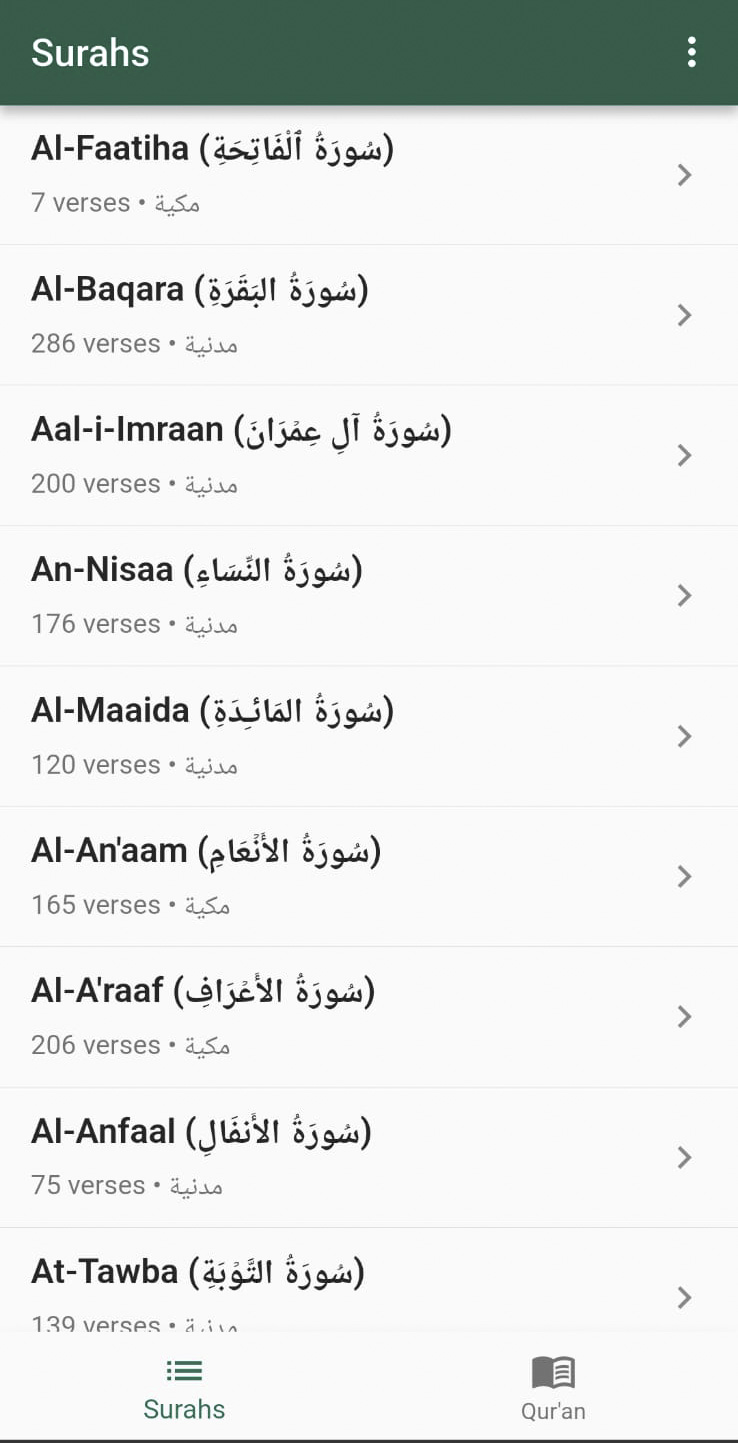 Surahs
Al-Faatiha (سُورَةُ ٱلْفَاتِحَةِ)
7 verses • مكية
Al-Baqara (سُورَةُ البَقَرَةِ)
286 verses • مدنية
Aal-i-Imraan (سُورَةُ آلِ عِمۡرَانَ)
200 verses • مدنية
An-Nisaa (سُورَةُ النِّسَاءِ)
176 verses • مدنية
Al-Maaida (سُورَةُ المَائـِدَةِ)
120 verses • مدنية
Al-An'aam (سُورَةُ الأَنۡعَامِ)
165 verses • مكية
Al-A'raaf (سُورَةُ الأَعۡرَافِ)
206 verses • مكية
Al-Anfaal (سُورَةُ الأَنفَالِ)
75 verses • مدنية
At-Tawba (سُورَةُ التَّوۡبَةِ)
139 verses • مدنية
Surahs
Qur'an